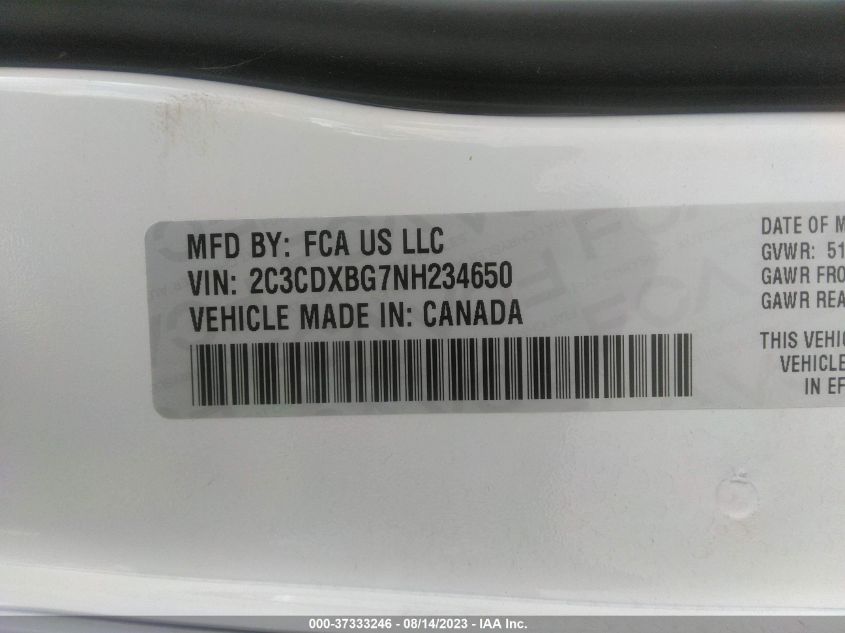 MFD BY: FCA US LLC
VIN: 2C3CDXBG7NH234650
VEHICLE MADE IN: CANADA
DATE OF M
GVWR: 51
GAWR FRO
GAWR REA
THIS VEHIC
VEHICLE
IN EF
000-37333246 - 08/14/2023 - IAA Inc.